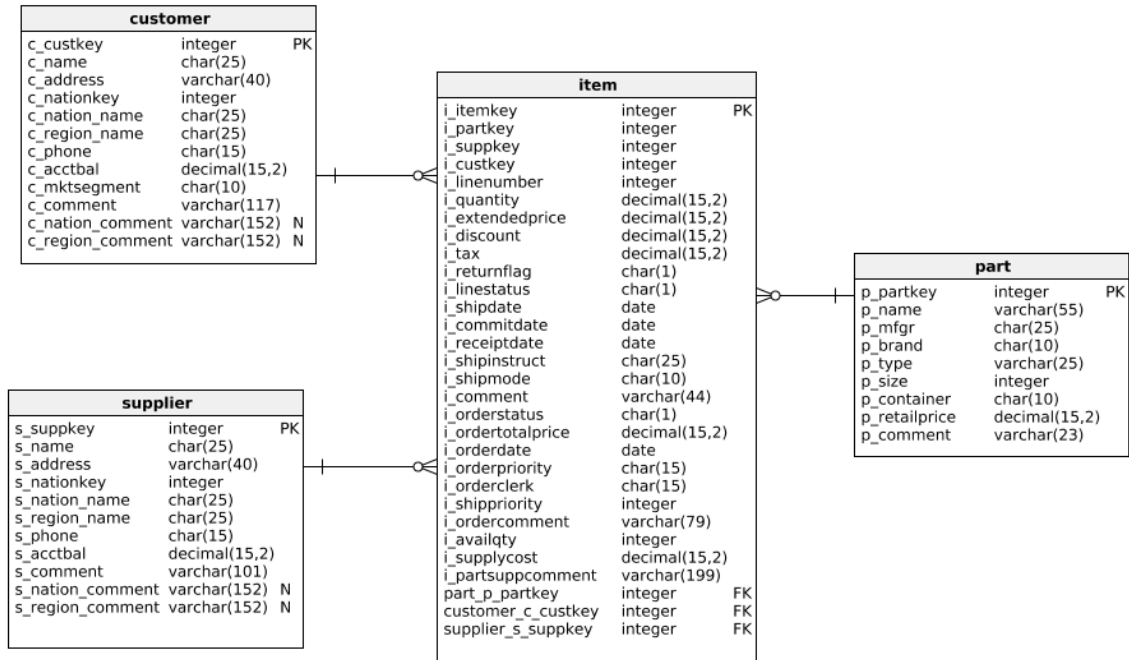 customer
c_custkey integer PK
c_name char(25)
c_address varchar(40)
c_nationkey integer
c_nation_name char(25)
c_region_name char(25)
c_phone char(15)
c_acctbal decimal(15,2)
c_mktsegment char(10)
c_comment varchar(117)
c_nation_comment varchar(152) N
c_region_comment varchar(152) N
supplier
s_suppkey integer PK
s_name char(25)
s_address varchar(40)
s_nationkey integer
s_nation_name char(25)
s_region_name char(25)
s_phone char(15)
s_acctbal decimal(15,2)
s_comment varchar(101)
s_nation_comment varchar(152) N
s_region_comment varchar(152) N
item
i_itemkey integer PK
i_partkey integer
i_suppkey integer
i_custkey integer
i_linenumber integer
i_quantity decimal(15,2)
i_extendedprice decimal(15,2)
i_discount decimal(15,2)
i_tax decimal(15,2)
i_returnflag char(1)
i_linestatus char(1)
i_shipdate date
i_commitdate date
i_receiptdate date
i_shipinstruct char(25)
i_shipmode char(10)
i_comment varchar(44)
i_orderstatus char(1)
i_ordertotalprice decimal(15,2)
i_orderdate date
i_orderpriority char(15)
i_orderclerk char(15)
i_shippriority integer
i_ordercomment varchar(79)
i_availqty integer
i_supplycost decimal(15,2)
i_partsuppcomment varchar(199)
part_p_partkey integer FK
customer_c_custkey integer FK
supplier_s_suppkey integer FK
part
p_partkey integer PK
p_name varchar(55)
p_mfgr char(25)
p_brand char(10)
p_type varchar(25)
p_size integer
p_container char(10)
p_retailprice decimal(15,2)
p_comment varchar(23)